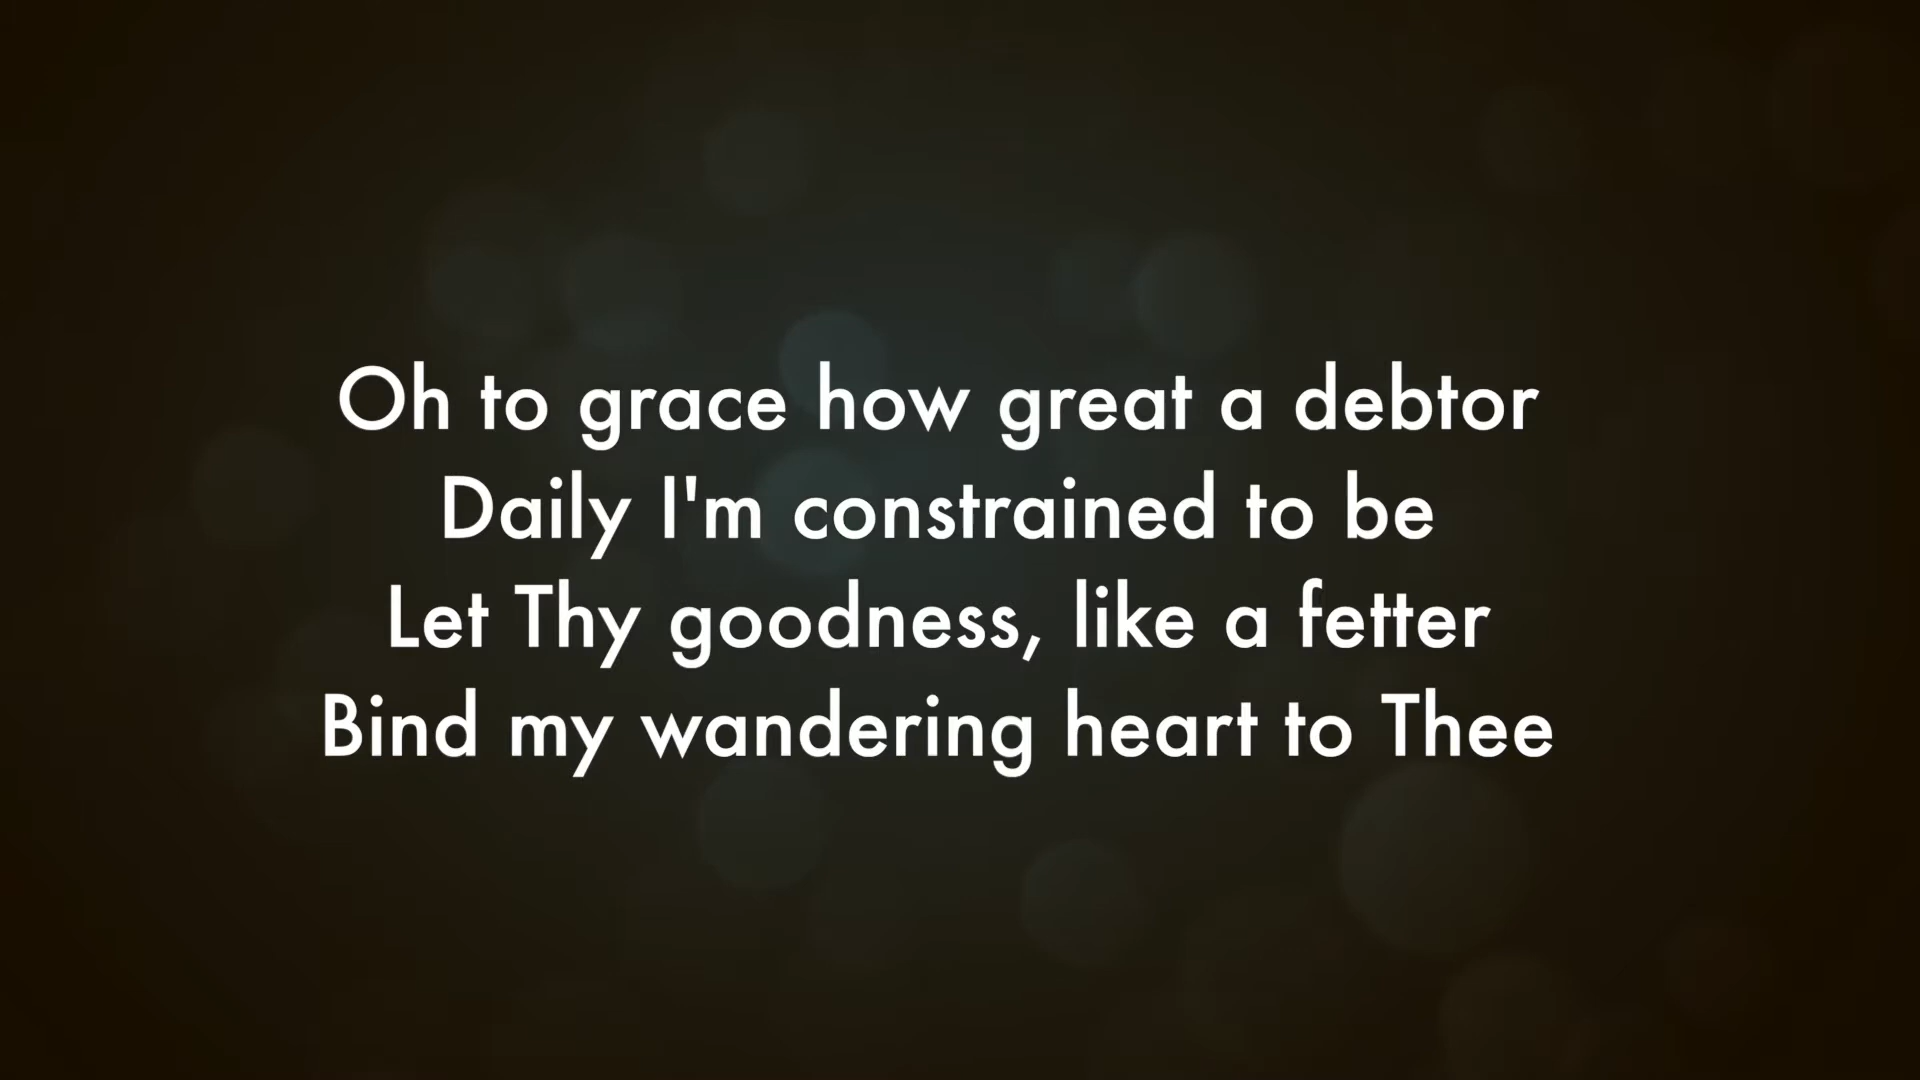 Oh to grace how great a debtor
Daily I'm constrained to be
Let Thy goodness, like a fetter
Bind my wandering heart to Thee